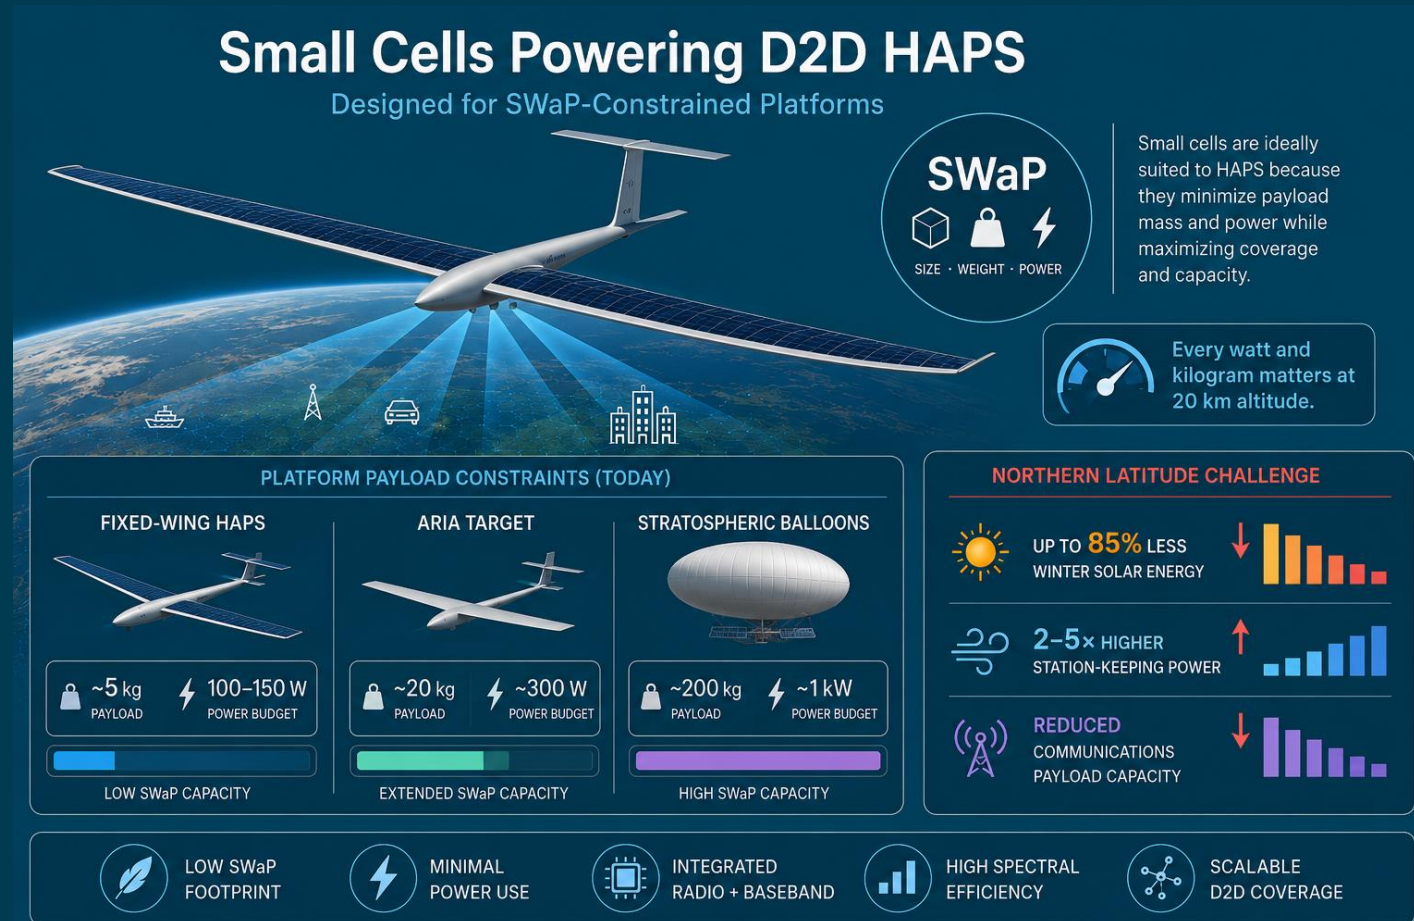 Small Cells Powering D2D HAPS
Designed for SWaP-Constrained Platforms
SWaP
SIZE · WEIGHT · POWER
Small cells are ideally
suited to HAPS because
they minimize payload
mass and power while
maximizing coverage
and capacity.
Every watt and
kilogram matters at
20 km altitude.
PLATFORM PAYLOAD CONSTRAINTS (TODAY)
FIXED-WING HAPS
~5 kg
PAYLOAD
100–150 W
POWER BUDGET
LOW SWaP CAPACITY
ARIA TARGET
~20 kg
PAYLOAD
~300 W
POWER BUDGET
EXTENDED SWaP CAPACITY
STRATOSPHERIC BALLOONS
~200 kg
PAYLOAD
~1 kW
POWER BUDGET
HIGH SWaP CAPACITY
NORTHERN LATITUDE CHALLENGE
UP TO 85% LESS
WINTER SOLAR ENERGY
2–5× HIGHER
STATION-KEEPING POWER
REDUCED
COMMUNICATIONS
PAYLOAD CAPACITY
LOW SWaP
FOOTPRINT
MINIMAL
POWER USE
INTEGRATED
RADIO + BASEBAND
HIGH SPECTRAL
EFFICIENCY
SCALABLE
D2D COVERAGE